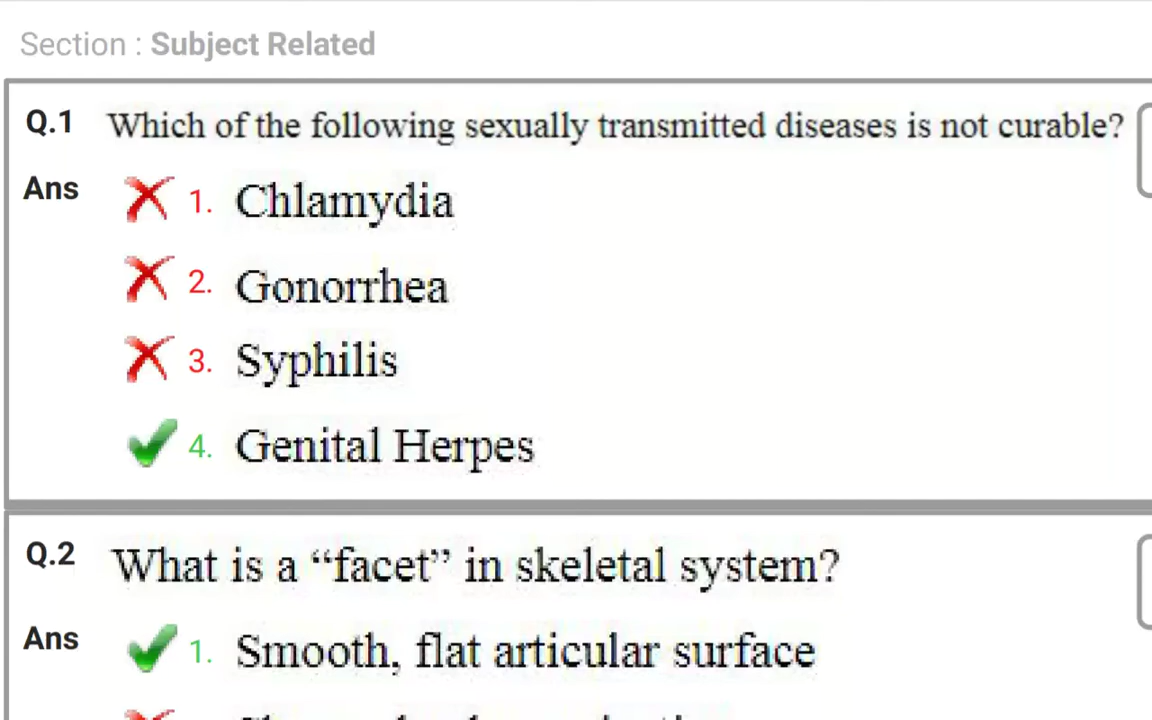 Section : Subject Related
Q.1 Which of the following sexually transmitted diseases is not curable?
Ans 1. Chlamydia
2. Gonorrhea
3. Syphilis
4. Genital Herpes
Q.2 What is a “facet” in skeletal system?
Ans 1. Smooth, flat articular surface